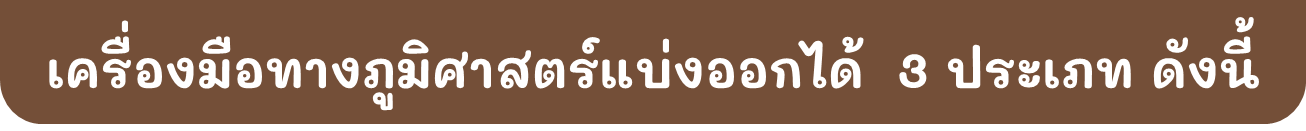 เครื่องมือทางภูมิศาสตร์แบ่งออกได้ 3 ประเภท ดังนี้